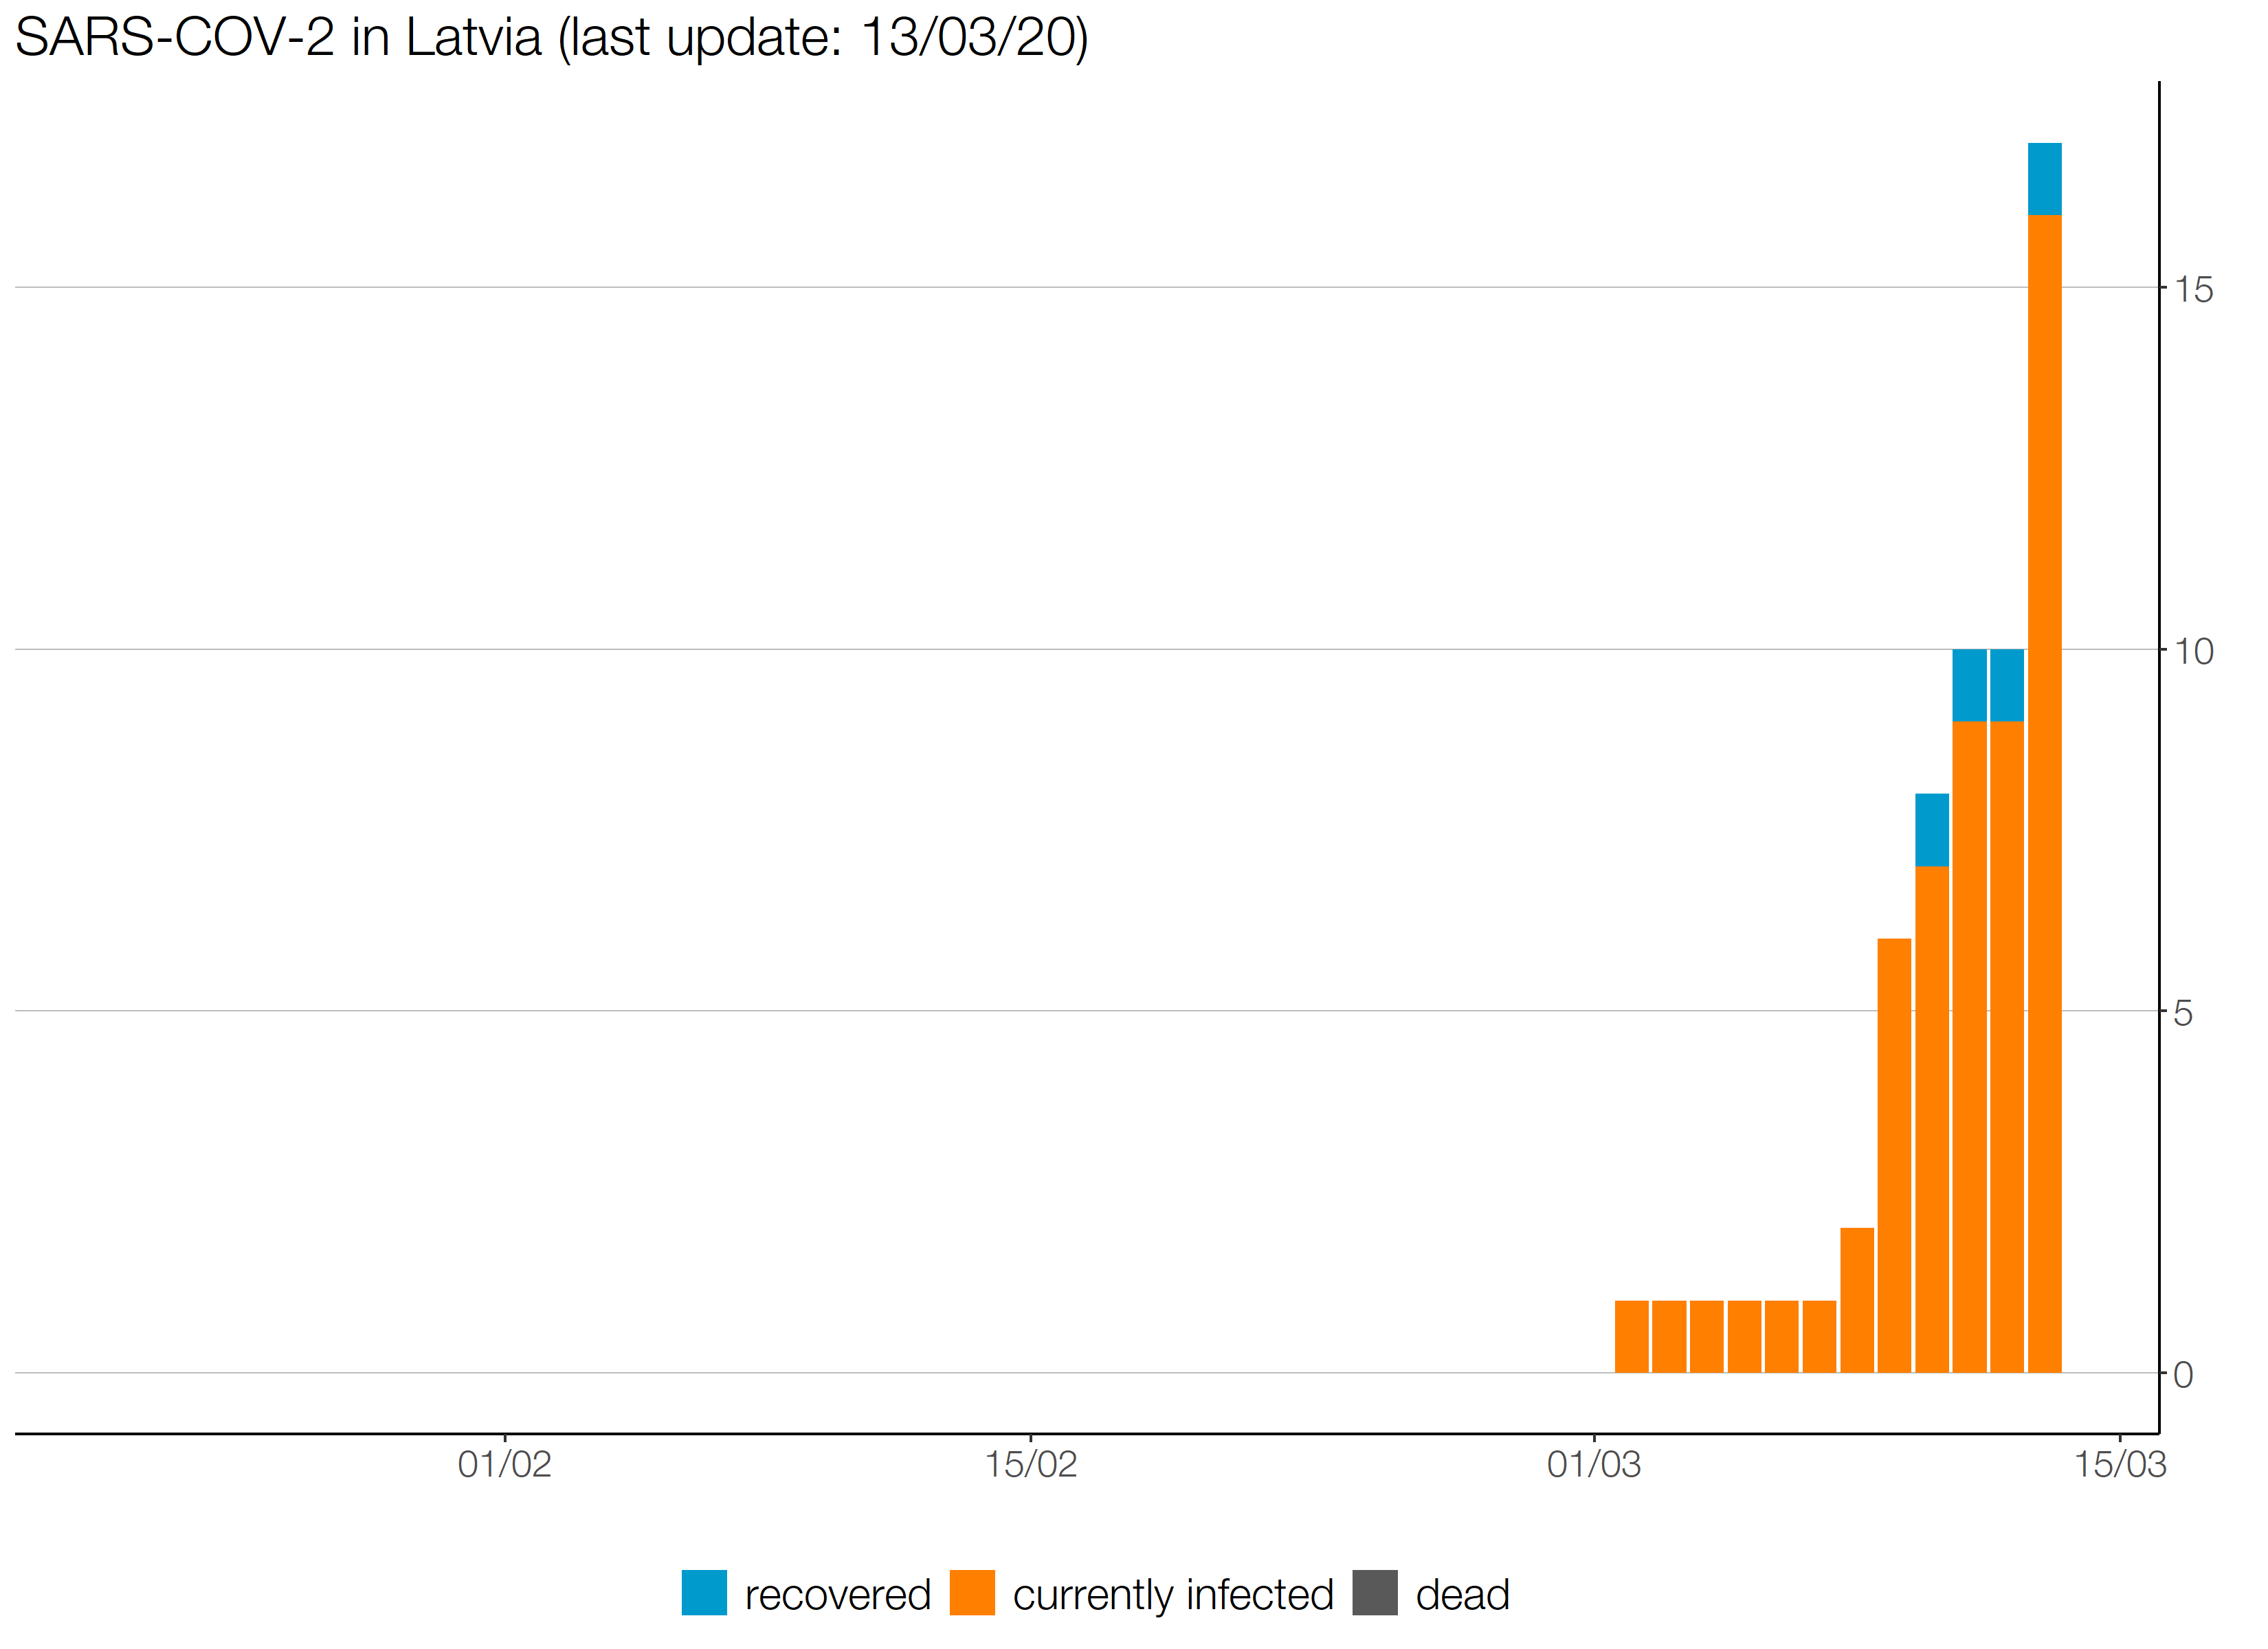 SARS-COV-2 in Latvia (last update: 13/03/20)
15
10
5
0
01/02 15/02 01/03 15/03
recovered currently infected dead